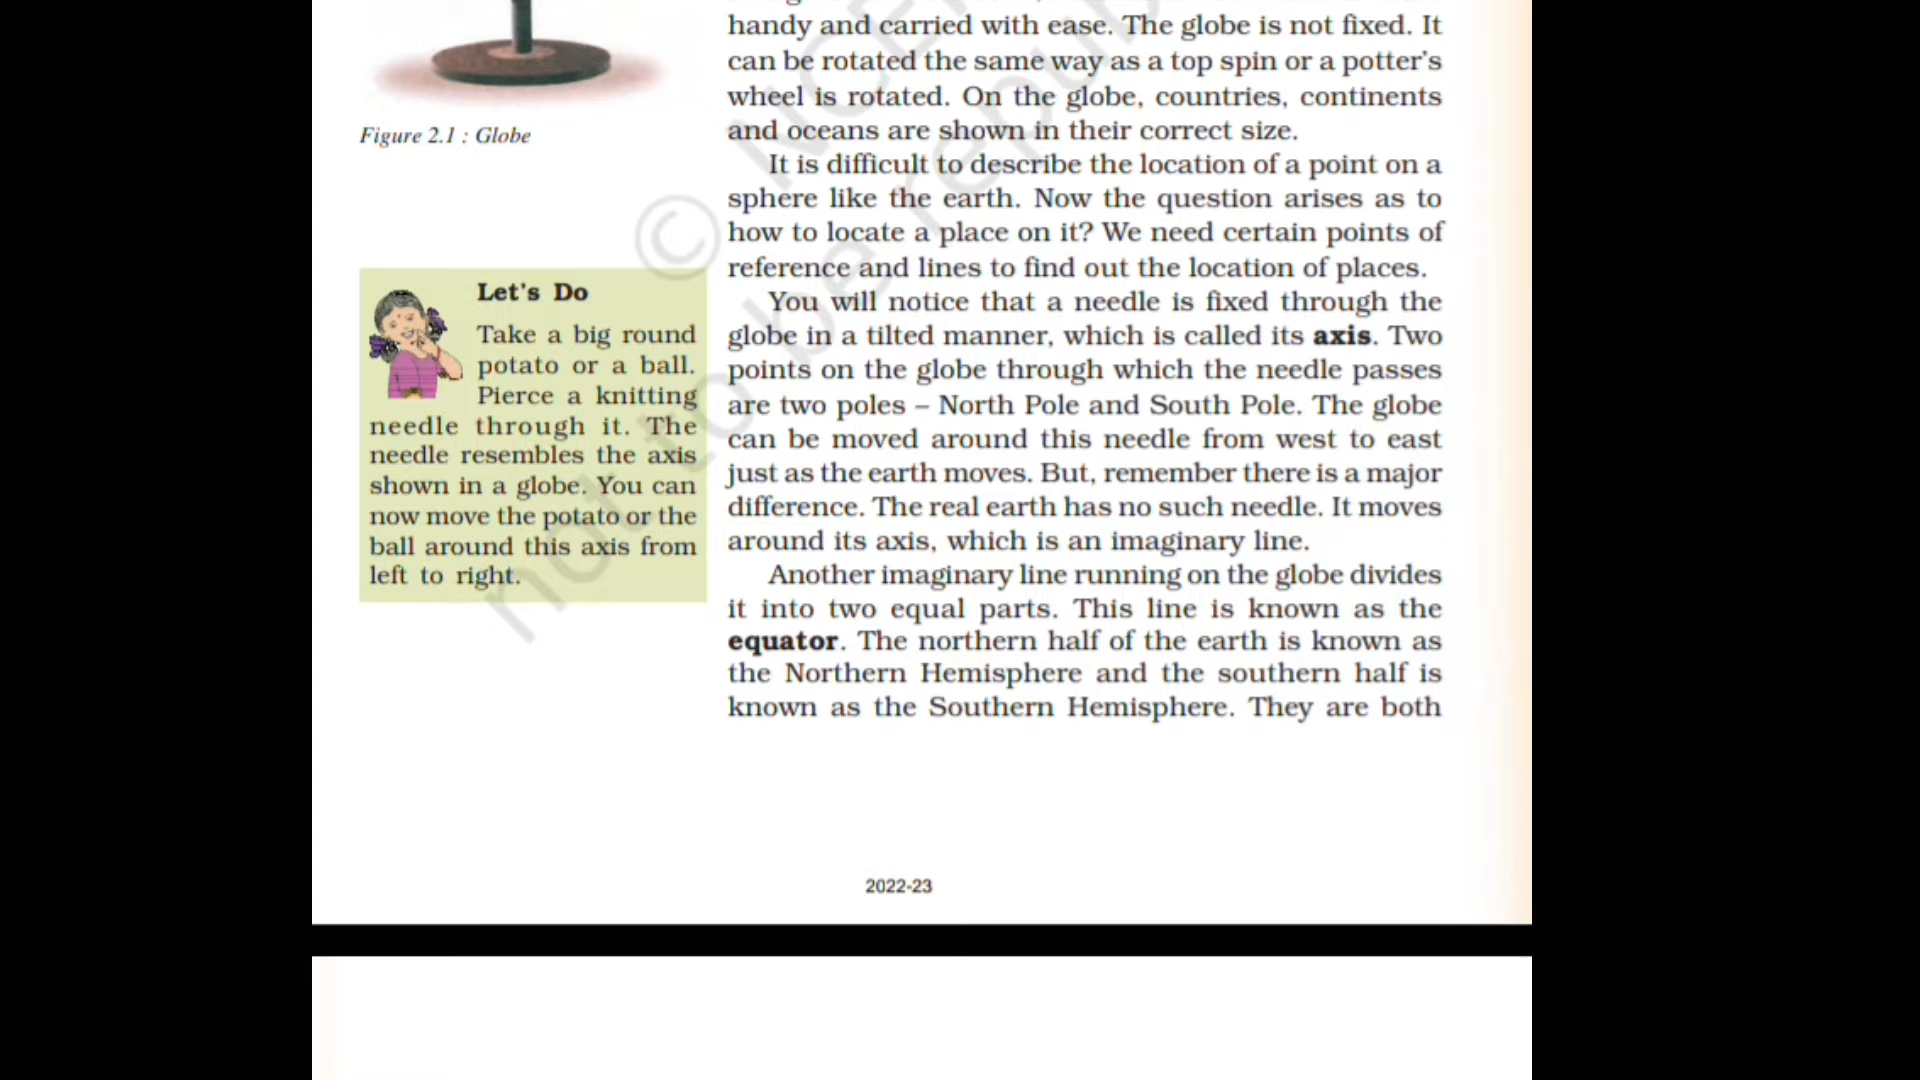 handy and carried with ease. The globe is not fixed. It
can be rotated the same way as a top spin or a potter's
wheel is rotated. On the globe, countries, continents
and oceans are shown in their correct size.
It is difficult to describe the location of a point on a
sphere like the earth. Now the question arises as to
how to locate a place on it? We need certain points of
reference and lines to find out the location of places.
You will notice that a needle is fixed through the
globe in a tilted manner, which is called its axis. Two
points on the globe through which the needle passes
are two poles – North Pole and South Pole. The globe
can be moved around this needle from west to east
just as the earth moves. But, remember there is a major
difference. The real earth has no such needle. It moves
around its axis, which is an imaginary line.
Another imaginary line running on the globe divides
it into two equal parts. This line is known as the
equator. The northern half of the earth is known as
the Northern Hemisphere and the southern half is
known as the Southern Hemisphere. They are both
Figure 2.1 : Globe
Let's Do
Take a big round
potato or a ball.
Pierce a knitting
needle through it. The
needle resembles the axis
shown in a globe. You can
now move the potato or the
ball around this axis from
left to right.
©
not to be
2022-23